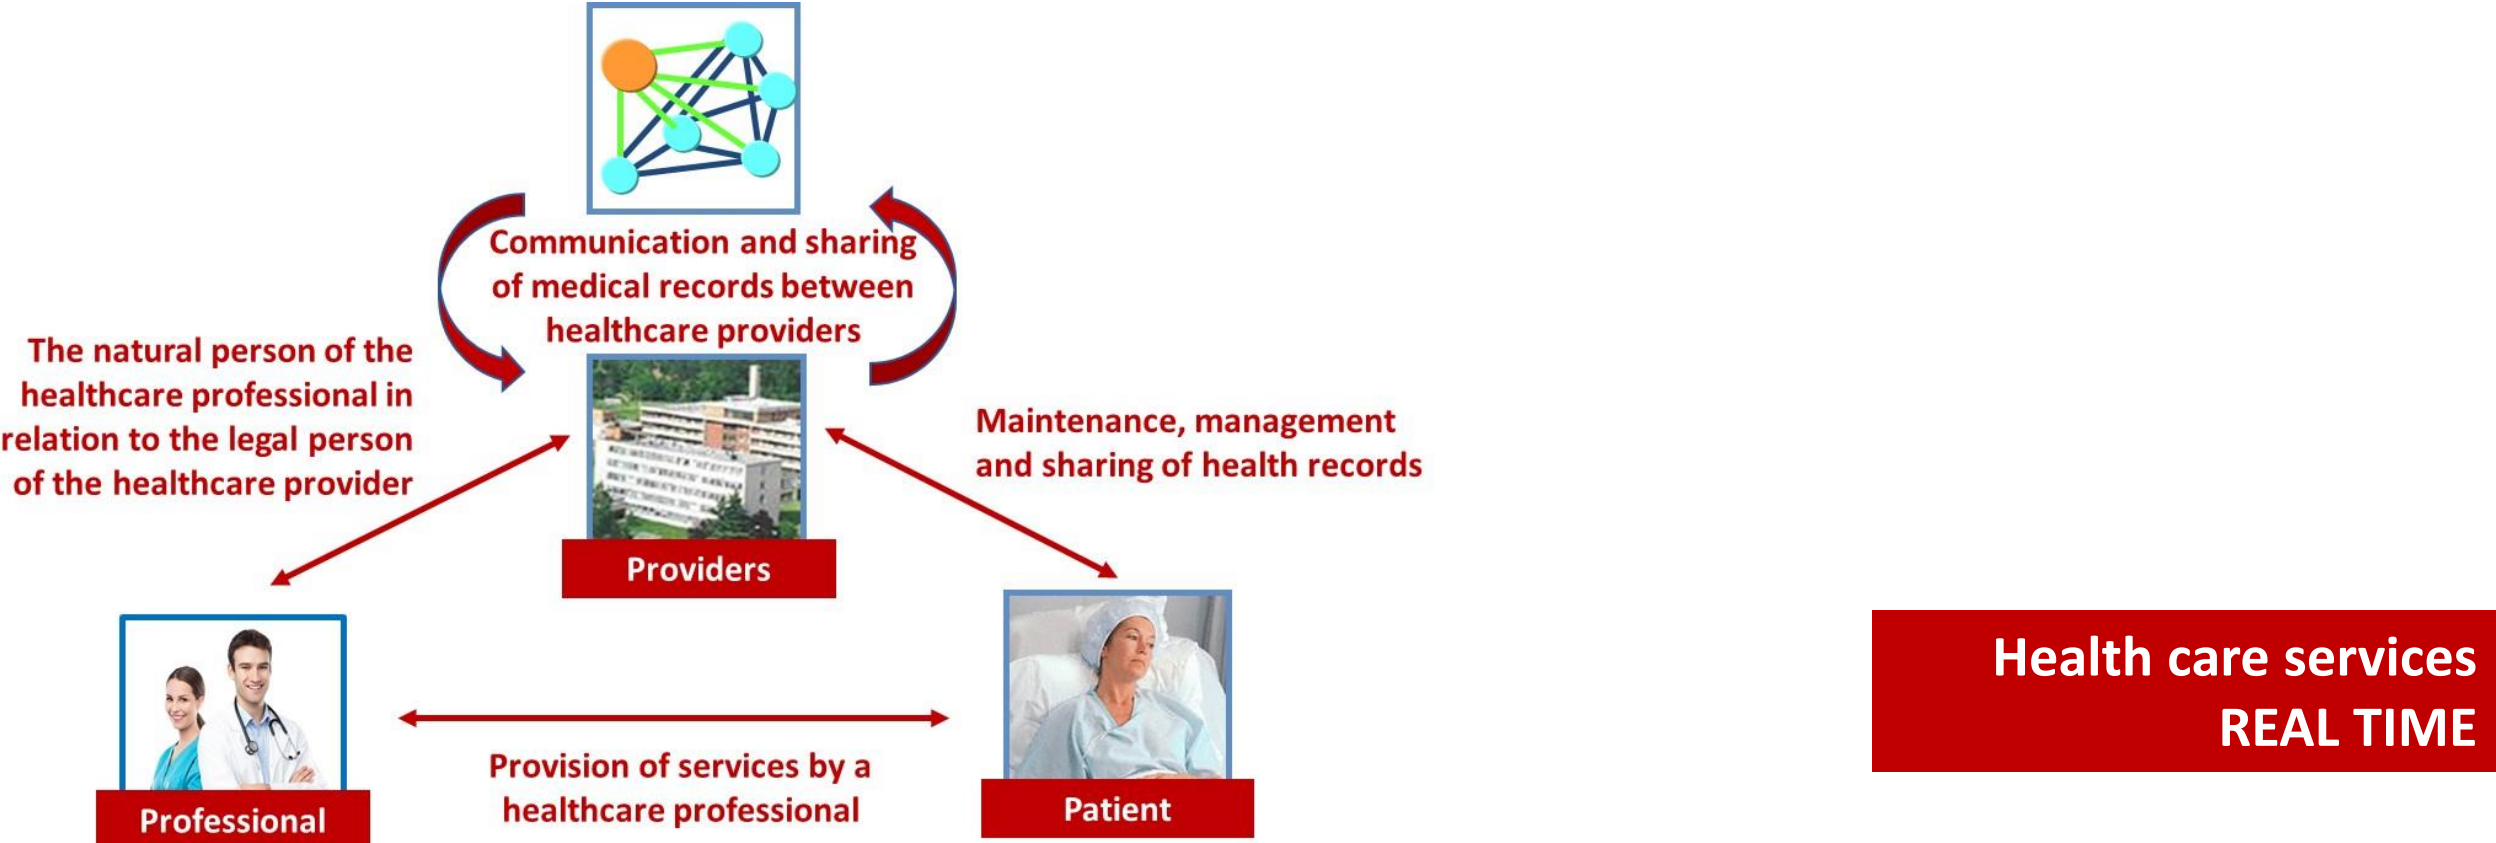 Communication and sharing
of medical records between
healthcare providers
The natural person of the
healthcare professional in
relation to the legal person
of the healthcare provider
Maintenance, management
and sharing of health records
Providers
Provision of services by a
healthcare professional
Professional
Patient
Health care services
REAL TIME